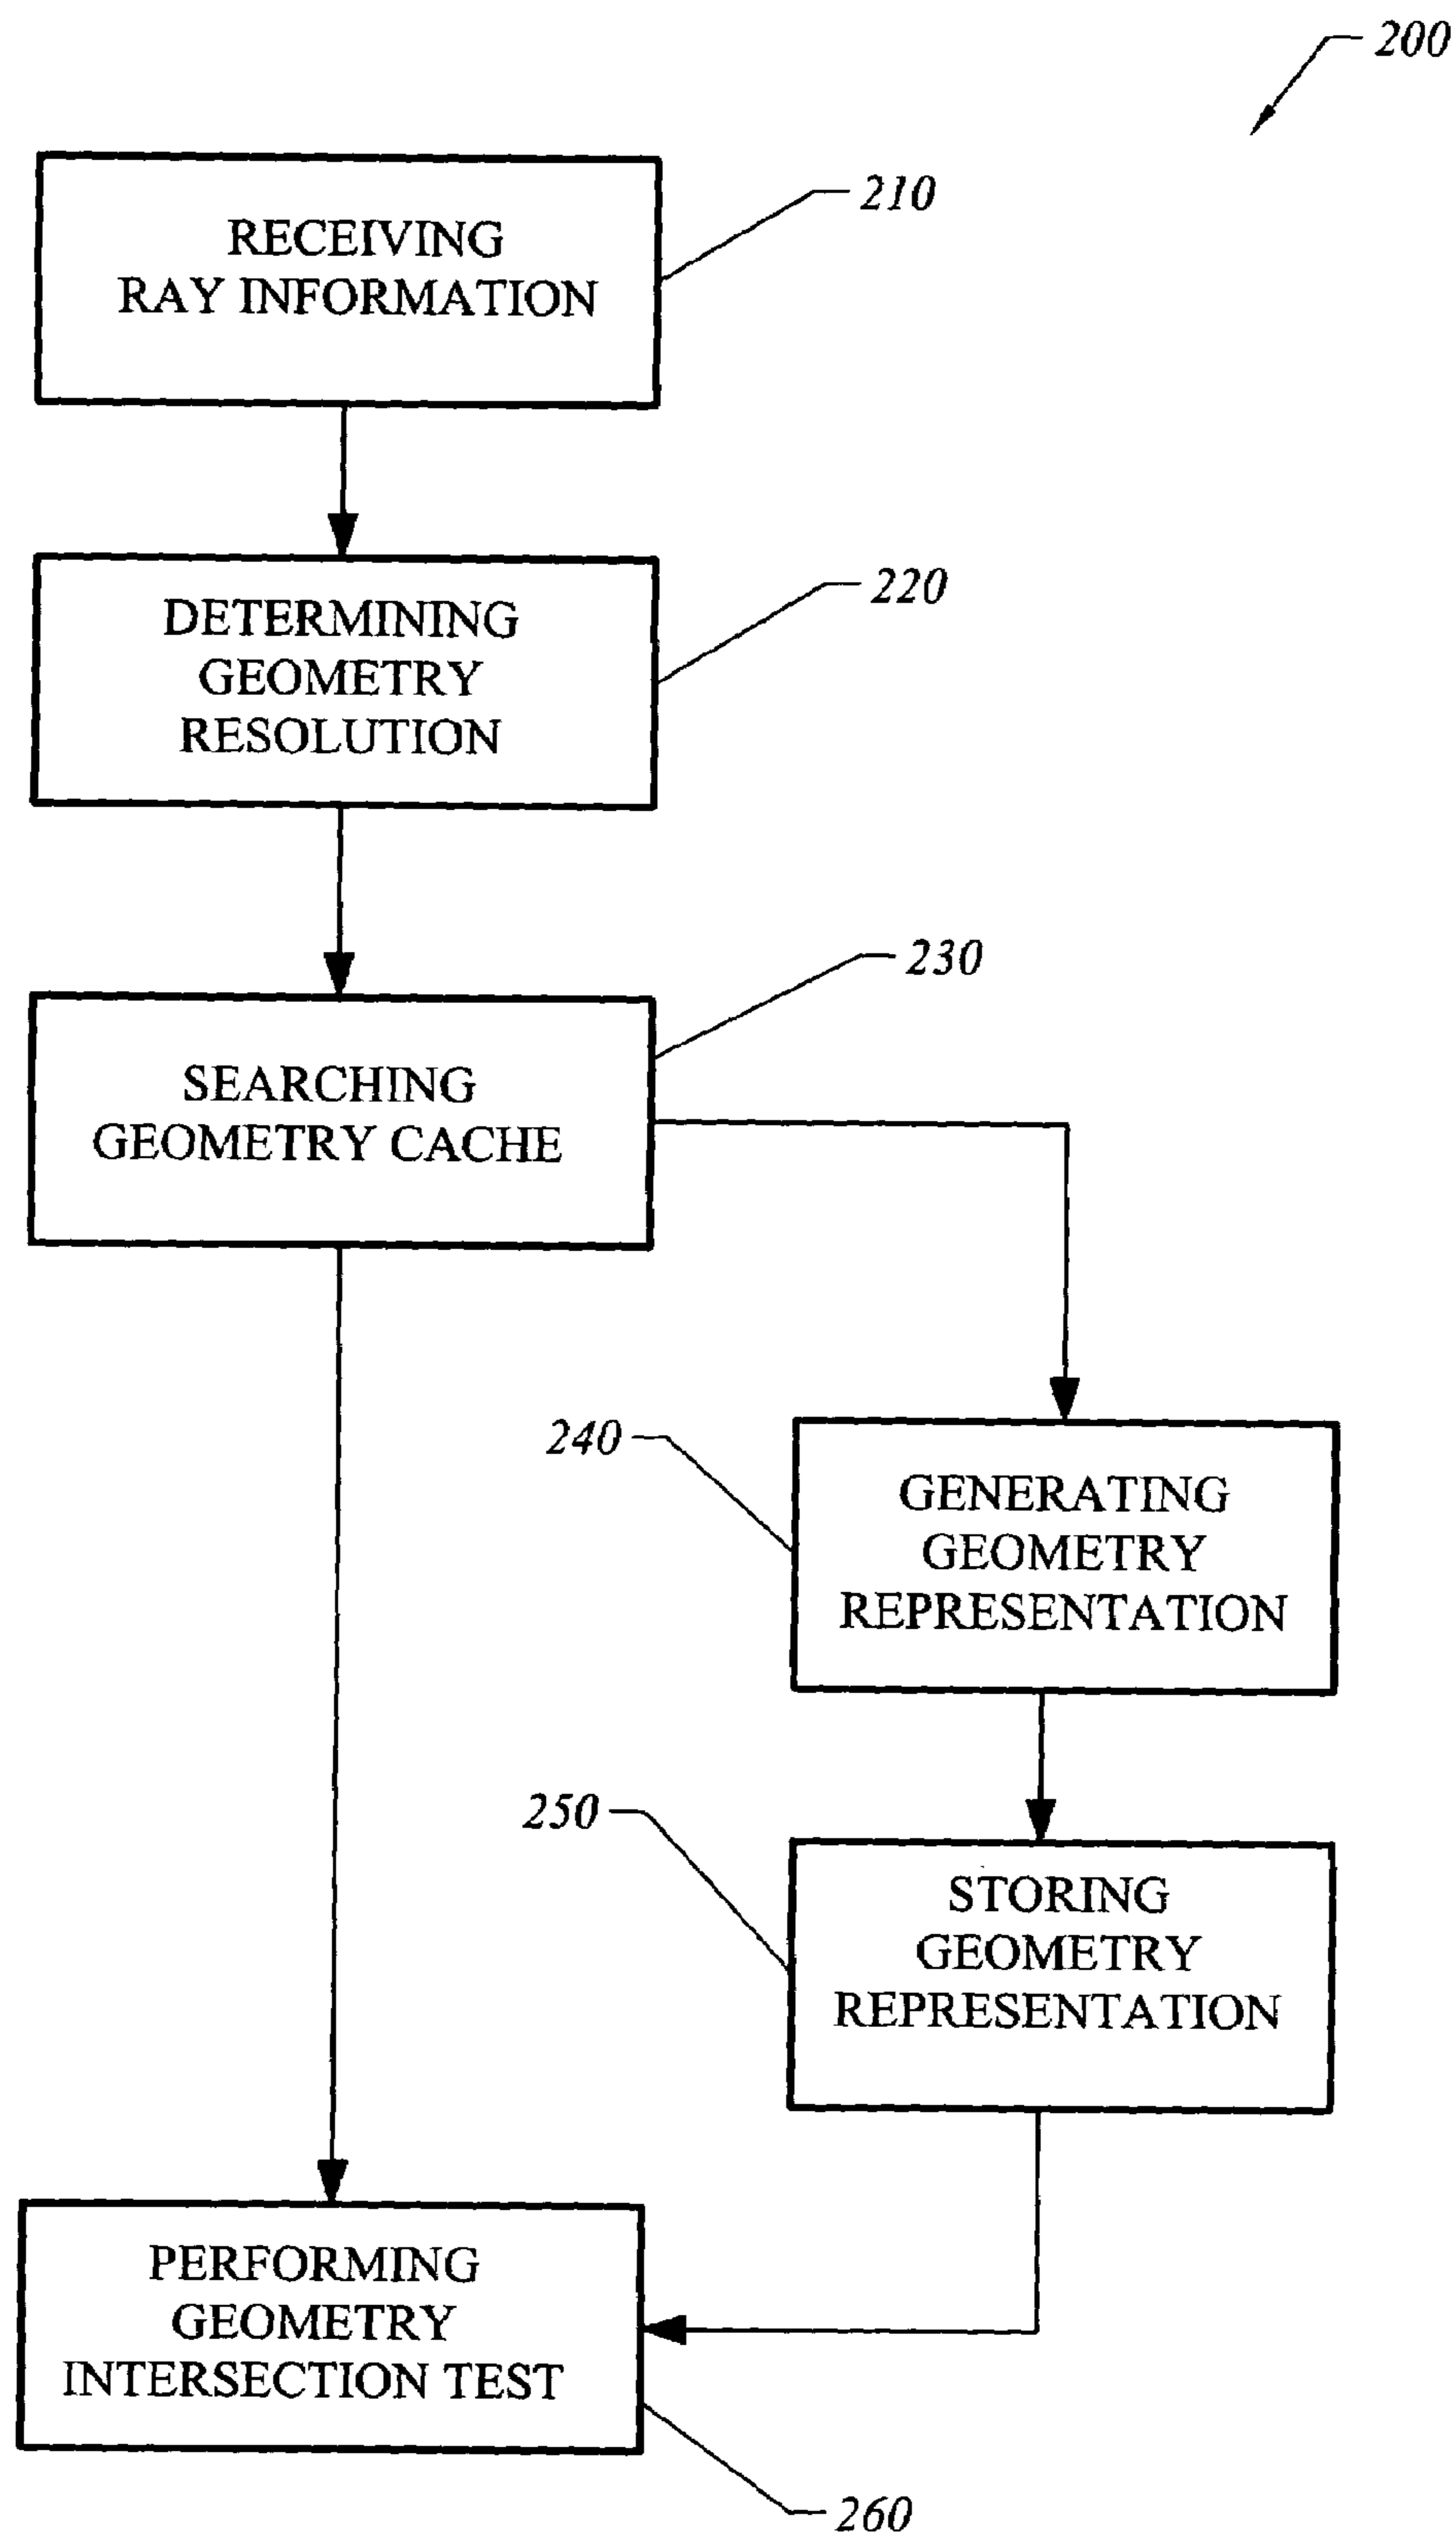 200
210
RECEIVING
RAY INFORMATION
220
DETERMINING
GEOMETRY
RESOLUTION
230
SEARCHING
GEOMETRY CACHE
240
GENERATING
GEOMETRY
REPRESENTATION
250
STORING
GEOMETRY
REPRESENTATION
PERFORMING
GEOMETRY
INTERSECTION TEST
260